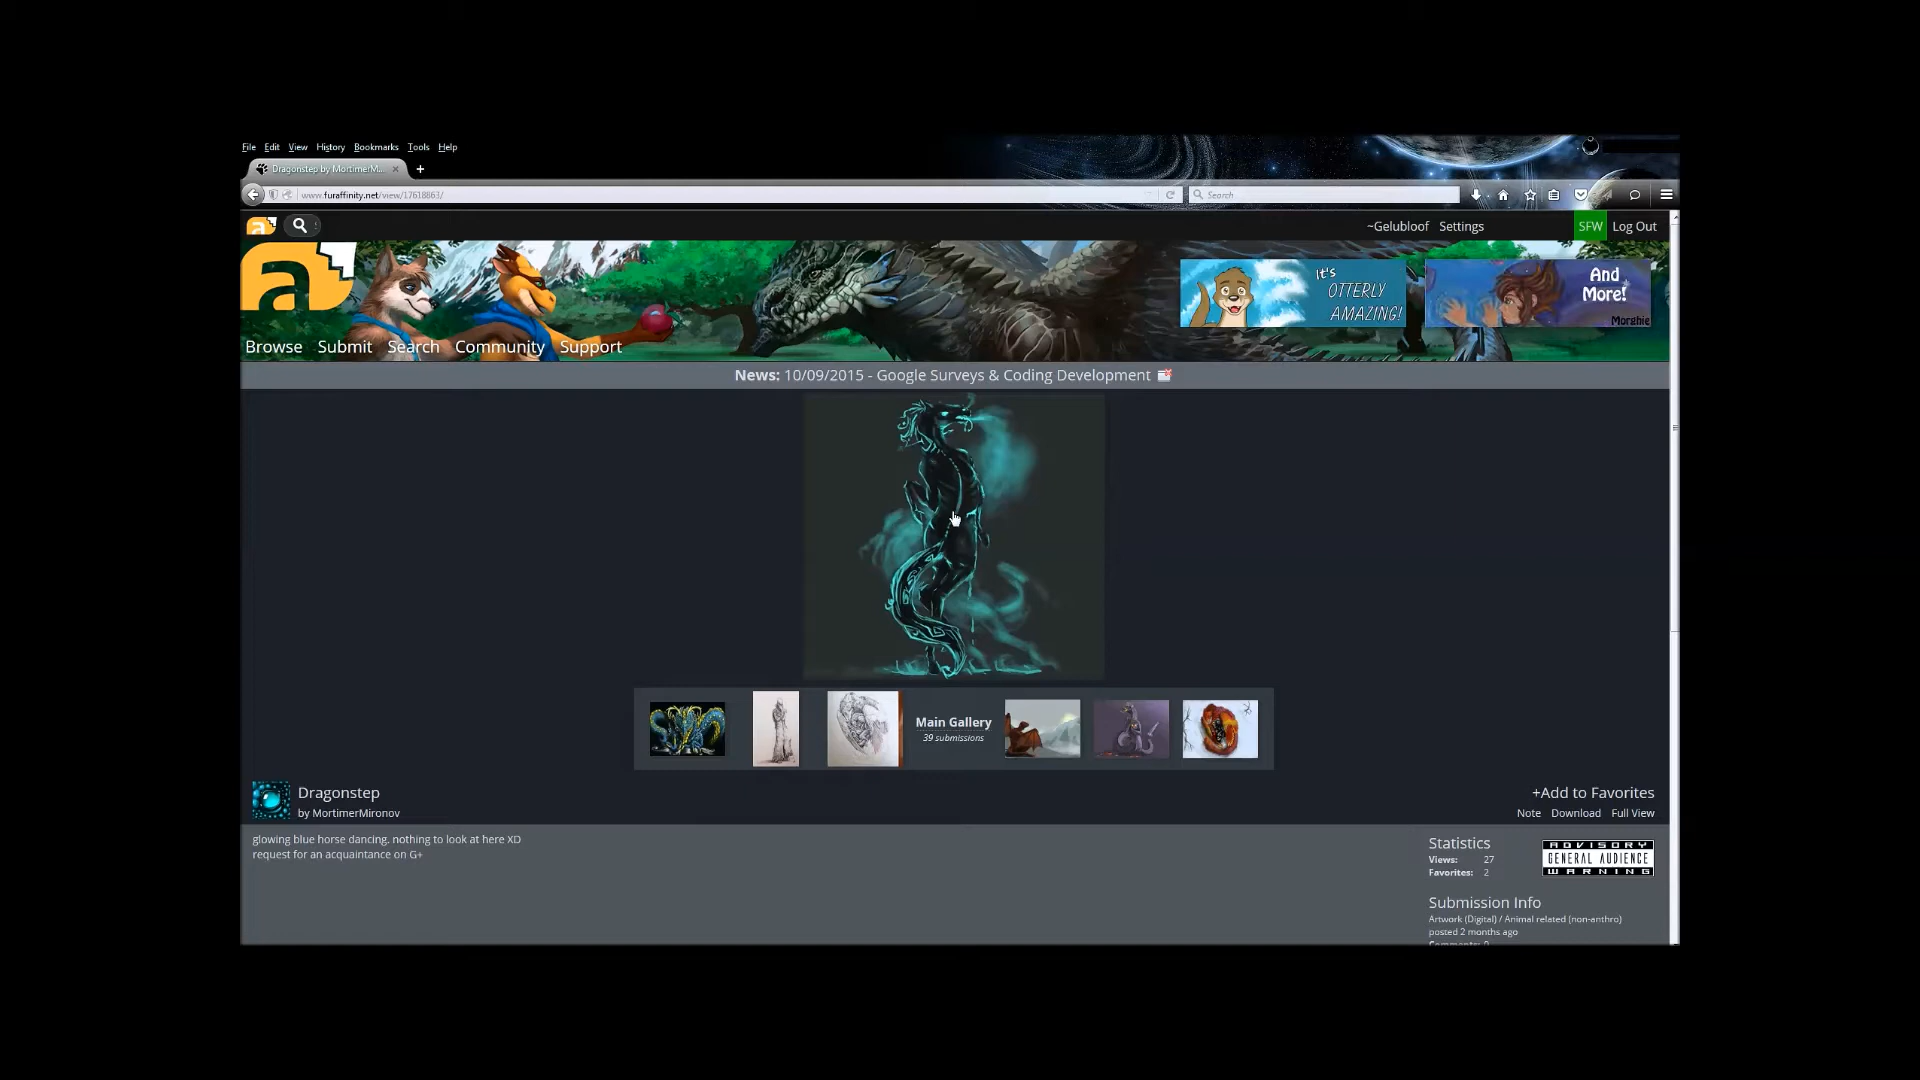 File Edit View History Bookmarks Tools Help
Dragonstep by MortimerM...
www.furaffinity.net/view/17618863/
Search
~Gelubloof Settings SFW Log Out
It's
OTTERLY
AMAZING!
And
More!
Morghie
Browse Submit Search Community Support
News: 10/09/2015 - Google Surveys & Coding Development
Main Gallery
39 submissions
Dragonstep
by MortimerMironov
+Add to Favorites
Note Download Full View
glowing blue horse dancing. nothing to look at here XD
request for an acquaintance on G+
Statistics
Views: 27
Favorites: 2
ADVISORY
GENERAL AUDIENCE
WARNING
Submission Info
Artwork (Digital) / Animal related (non-anthro)
posted 2 months ago
Comments: 0